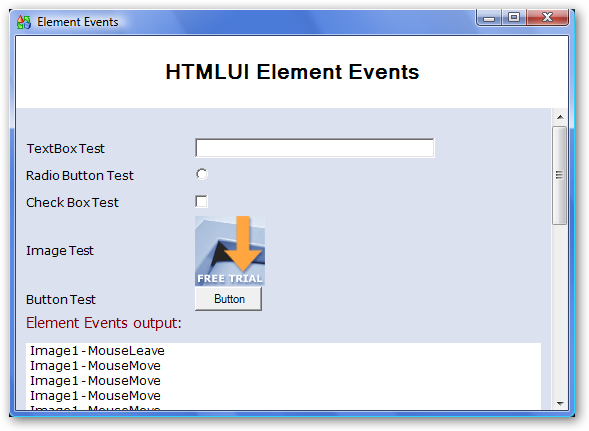 Element Events
HTMLUI Element Events
TextBox Test
Radio Button Test
Check Box Test
Image Test
FREE TRIAL
Button Test
Button
Element Events output:
Image1 - MouseLeave
Image1 - MouseMove
Image1 - MouseMove
Image1 - MouseMove
Image1 - MouseMove